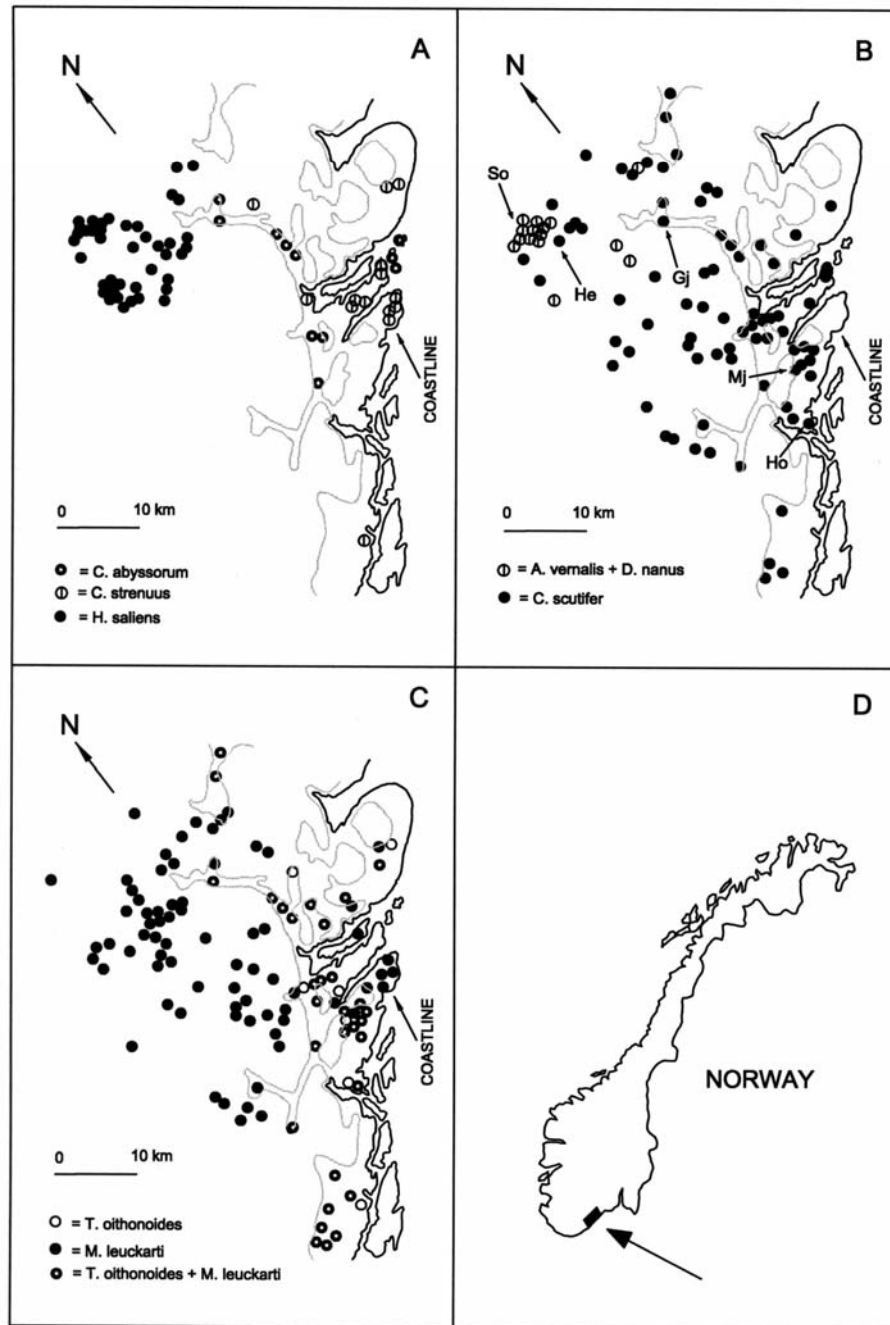 A
N
COASTLINE
0 10 km
= C. abyssorum
= C. strenuus
= H. saliens
B
N
So
He
Gj
Mj
Ho
COASTLINE
0 10 km
= A. vernalis + D. nanus
= C. scutifer
C
N
COASTLINE
0 10 km
= T. oithonoides
= M. leuckarti
= T. oithonoides + M. leuckarti
D
NORWAY